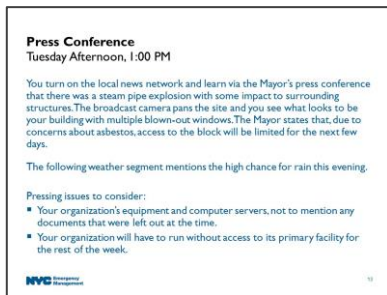 Press Conference
Tuesday Afternoon, 1:00 PM
You turn on the local news network and learn via the Mayor's press conference
that there was a steam pipe explosion with some impact to surrounding
structures. The broadcast camera pans the site and you see what looks to be
your building with multiple blown-out windows. The Mayor states that, due to
concerns about asbestos, access to the block will be limited for the next few
days.
The following weather segment mentions the high chance for rain this evening.
Pressing issues to consider:
▪ Your organization's equipment and computer servers, not to mention any
documents that were left out at the time.
▪ Your organization will have to run without access to its primary facility for
the rest of the week.
NYC Emergency
Management